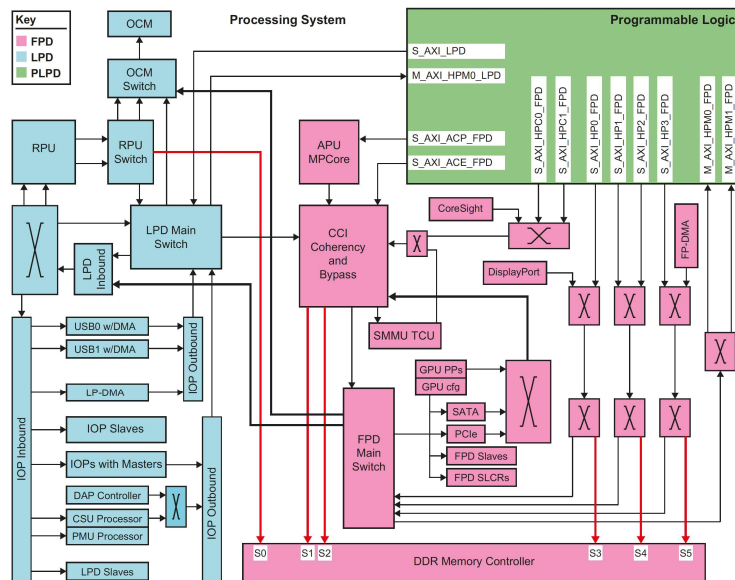 Key
FPD
LPD
PLPD
Processing System
Programmable Logic
OCM
OCM
Switch
RPU
RPU
Switch
LPD Main
Switch
LPD
Inbound
S_AXI_LPD
M_AXI_HPM0_LPD
S_AXI_ACP_FPD
S_AXI_ACE_FPD
S_AXI_HPC0_FPD
S_AXI_HPC1_FPD
S_AXI_HP0_FPD
S_AXI_HP1_FPD
S_AXI_HP2_FPD
S_AXI_HP3_FPD
M_AXI_HPM0_FPD
M_AXI_HPM1_FPD
APU
MPCore
CCI
Coherency
and
Bypass
SMMU TCU
CoreSight
DisplayPort
FP-DMA
IOP Inbound
USB0 w/DMA
USB1 w/DMA
LP-DMA
IOP Outbound
IOP Slaves
IOPs with Masters
DAP Controller
CSU Processor
PMU Processor
LPD Slaves
IOP Outbound
GPU PPs
GPU cfg
SATA
PCIe
FPD Slaves
FPD SLCRs
FPD
Main
Switch
S0
S1
S2
S3
S4
S5
DDR Memory Controller